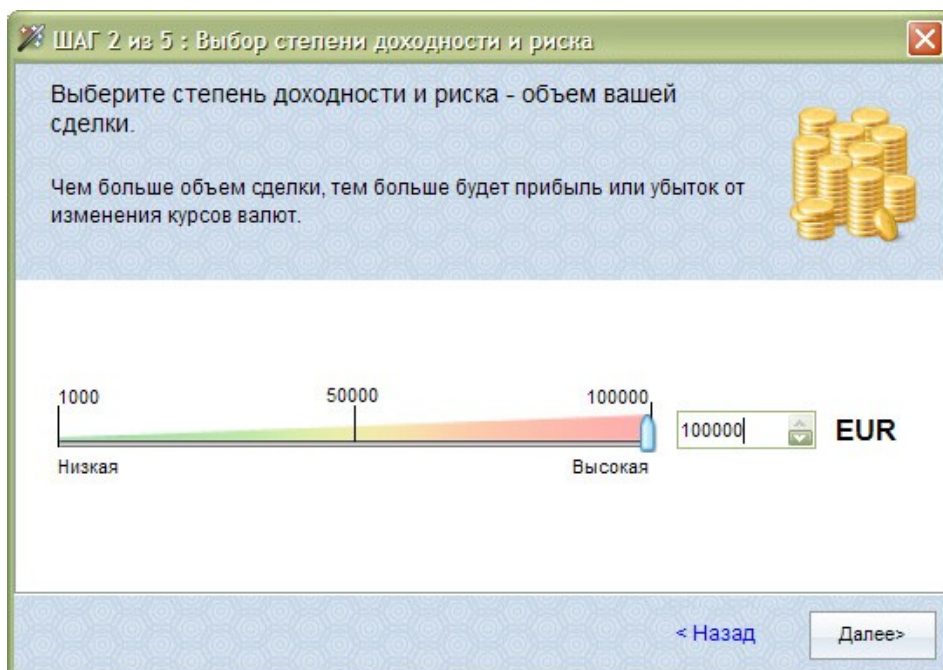 ШАГ 2 из 5 : Выбор степени доходности и риска
Выберите степень доходности и риска - объем вашей
сделки.
Чем больше объем сделки, тем больше будет прибыль или убыток от
изменения курсов валют.
1000 50000 100000
100000 EUR
Низкая Высокая
< Назад Далее>